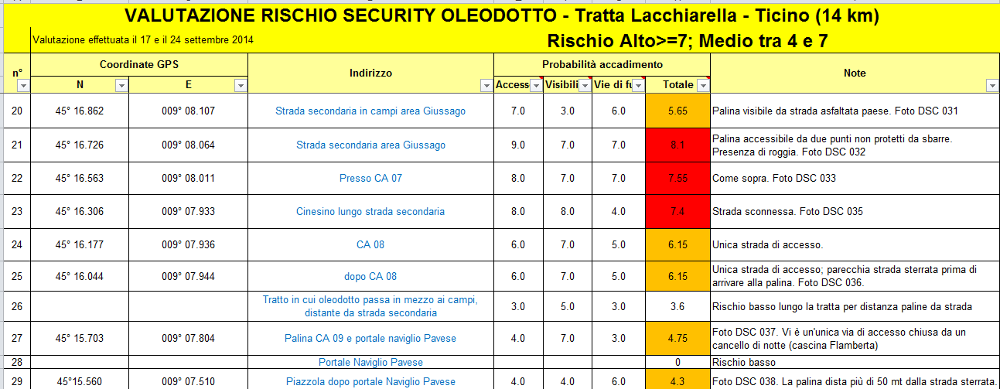 VALUTAZIONE RISCHIO SECURITY OLEODOTTO - Tratta Lacchiarella - Ticino (14 km)
Valutazione effettuata il 17 e il 24 settembre 2014 Rischio Alto>=7; Medio tra 4 e 7
n° Coordinate GPS Indirizzo Probabilità accadimento Note
N E Access Visibili Vie di fu Totale
20 45° 16.862 009° 08.107 Strada secondaria in campi area Giussago 7.0 3.0 6.0 5.65 Palina visibile da strada asfaltata paese. Foto DSC 031
21 45° 16.726 009° 08.064 Strada secondaria area Giussago 9.0 7.0 7.0 8.1 Palina accessibile da due punti non protetti da sbarre.
Presenza di roggia. Foto DSC 032
22 45° 16.563 009° 08.011 Presso CA 07 8.0 7.0 7.0 7.55 Come sopra. Foto DSC 033
23 45° 16.306 009° 07.933 Cinesino lungo strada secondaria 8.0 8.0 4.0 7.4 Strada sconnessa. Foto DSC 035
24 45° 16.177 009° 07.936 CA 08 6.0 7.0 5.0 6.15 Unica strada di accesso.
25 45° 16.044 009° 07.944 dopo CA 08 6.0 7.0 5.0 6.15 Unica strada di accesso; parecchia strada sterrata prima di
arrivare alla palina. Foto DSC 036.
26 Tratto in cui oleodotto passa in mezzo ai campi,
distante da strada secondaria 3.0 5.0 3.0 3.6 Rischio basso lungo la tratta per distanza paline da strada
27 45° 15.703 009° 07.804 Palina CA 09 e portale naviglio Pavese 4.0 7.0 3.0 4.75 Foto DSC 037. Vi è un'unica via di accesso chiusa da un
cancello di notte (cascina Flamberta)
28 Portale Naviglio Pavese 0 Rischio basso
29 45°15.560 009° 07.510 Piazzola dopo portale Naviglio Pavese 4.0 4.0 6.0 4.3 Foto DSC 038. La palina dista più di 50 mt dalla strada sterrata.